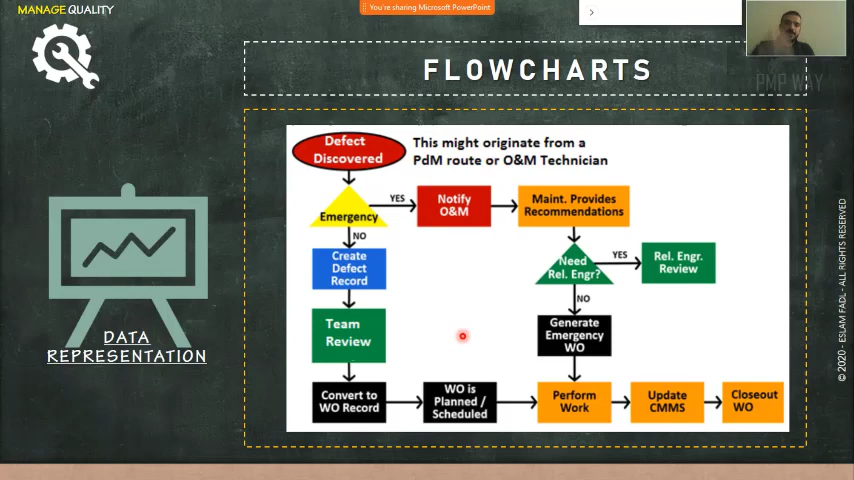 MANAGE QUALITY
You're sharing Microsoft PowerPoint
FLOWCHARTS
PMP WAY
Defect
Discovered
This might originate from a
PdM route or O&M Technician
Emergency
YES
Notify
O&M
Maint. Provides
Recommendations
NO
Create
Defect
Record
Need
Rel. Engr?
YES
Rel. Engr.
Review
NO
Team
Review
Generate
Emergency
WO
Convert to
WO Record
WO is
Planned /
Scheduled
Perform
Work
Update
CMMS
Closeout
WO
DATA
REPRESENTATION
© 2020 - ESLAM FADL - ALL RIGHTS RESERVED